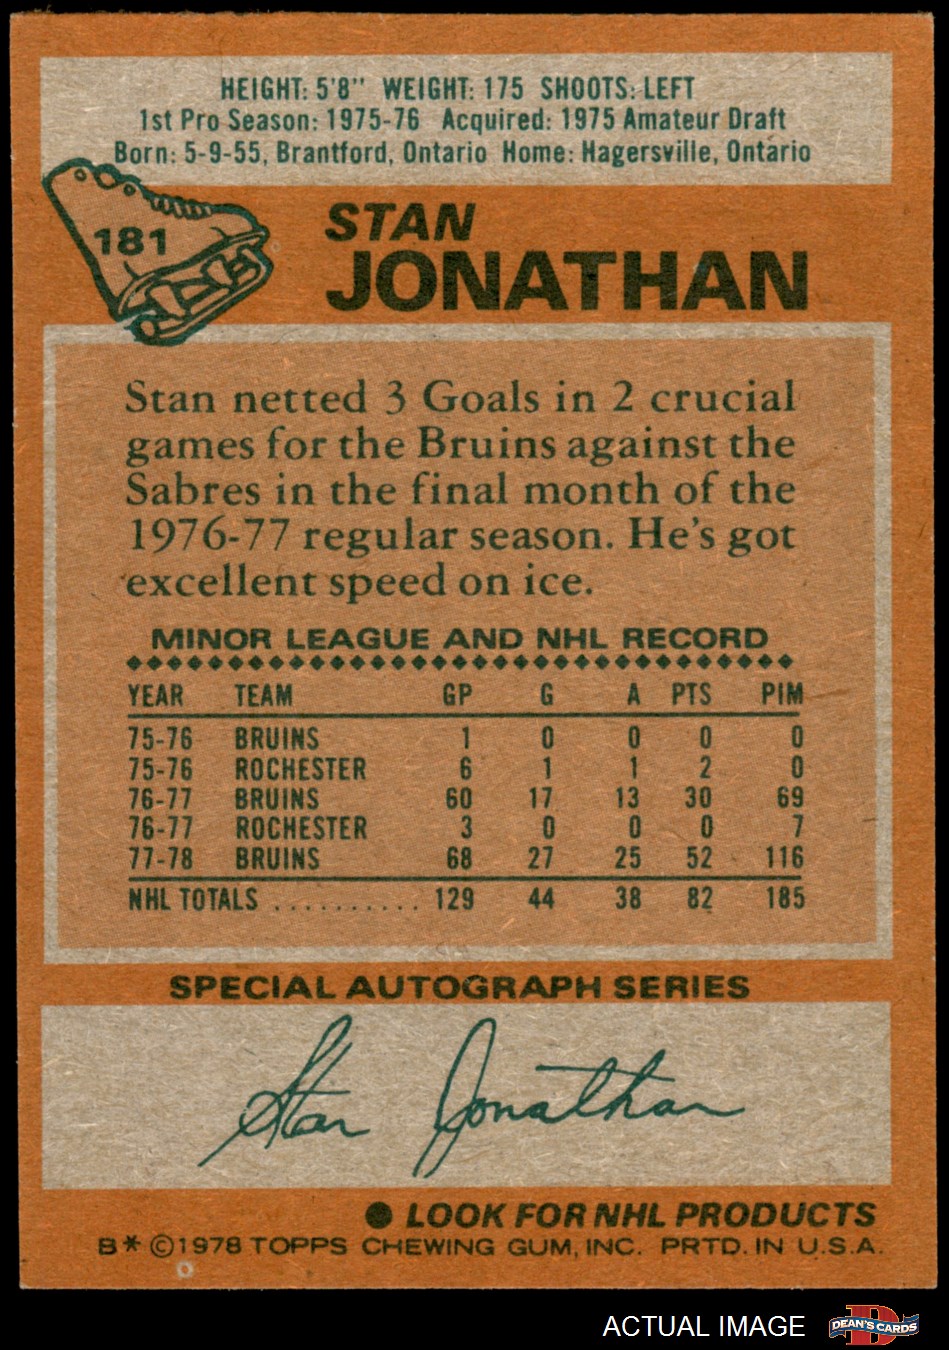 HEIGHT: 5'8" WEIGHT: 175 SHOOTS: LEFT
1st Pro Season: 1975-76 Acquired: 1975 Amateur Draft
Born: 5-9-55, Brantford, Ontario Home: Hagersville, Ontario
181
STAN
JONATHAN
Stan netted 3 Goals in 2 crucial
games for the Bruins against the
Sabres in the final month of the
1976-77 regular season. He's got
excellent speed on ice.
MINOR LEAGUE AND NHL RECORD
YEAR TEAM GP G A PTS PIM
75-76 BRUINS 1 0 0 0 0
75-76 ROCHESTER 6 1 1 2 0
76-77 BRUINS 60 17 13 30 69
76-77 ROCHESTER 3 0 0 0 7
77-78 BRUINS 68 27 25 52 116
NHL TOTALS .......... 129 44 38 82 185
SPECIAL AUTOGRAPH SERIES
Stan Jonathan
● LOOK FOR NHL PRODUCTS
B* ©1978 TOPPS CHEWING GUM, INC. PRTD. IN U.S.A.
ACTUAL IMAGE
DEAN'S CARDS